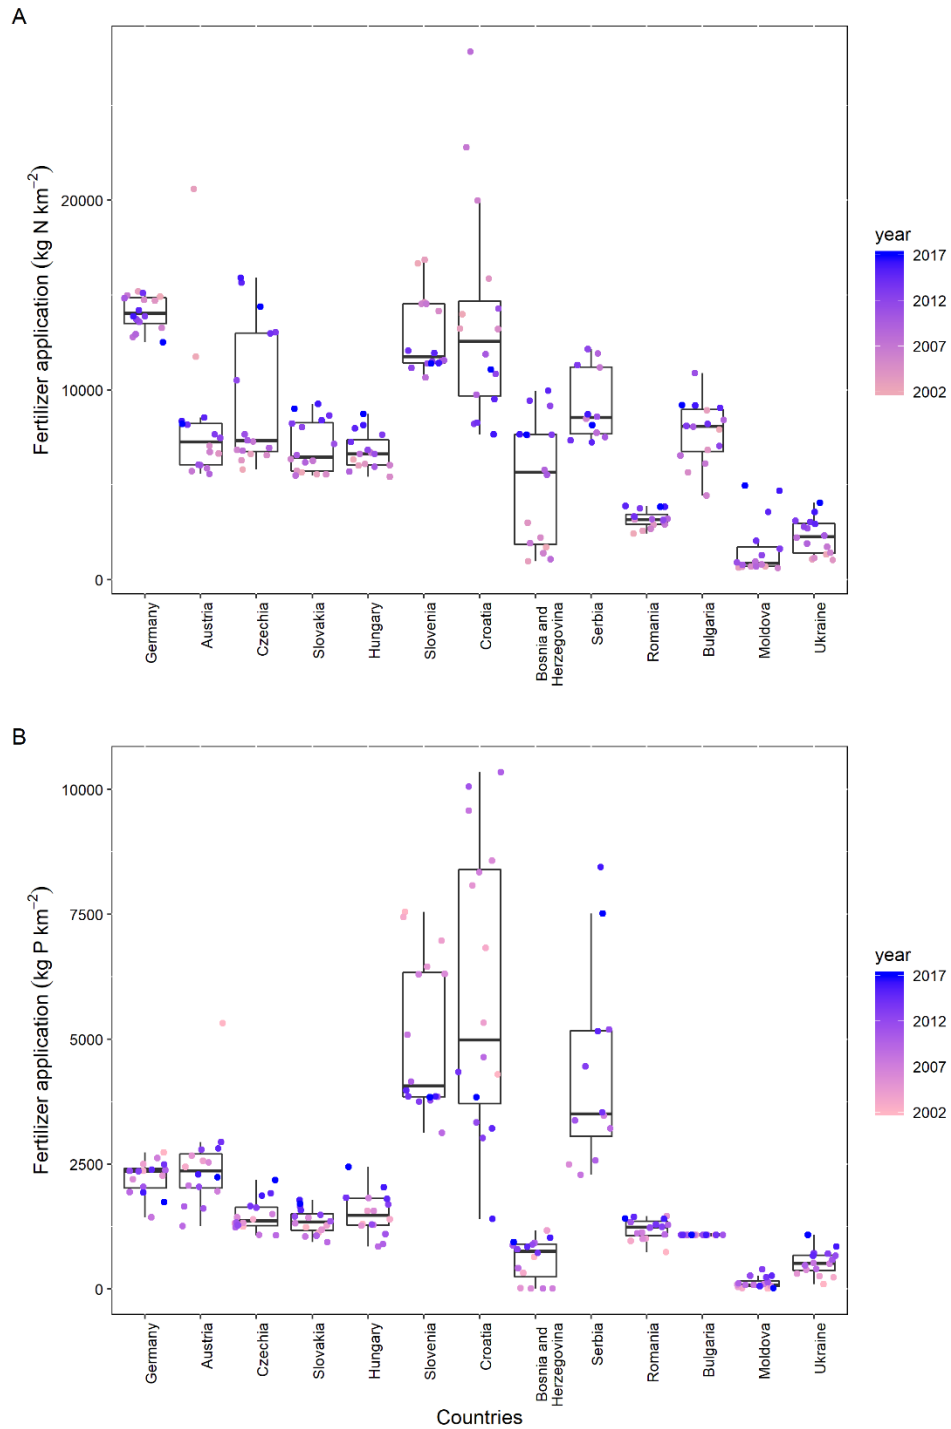 A
Fertilizer application (kg N km⁻²)
20000
10000
0
Germany
Austria
Czechia
Slovakia
Hungary
Slovenia
Croatia
Bosnia and
Herzegovina
Serbia
Romania
Bulgaria
Moldova
Ukraine
year
2017
2012
2007
2002
B
Fertilizer application (kg P km⁻²)
10000
7500
5000
2500
0
Germany
Austria
Czechia
Slovakia
Hungary
Slovenia
Croatia
Bosnia and
Herzegovina
Serbia
Romania
Bulgaria
Moldova
Ukraine
Countries
year
2017
2012
2007
2002